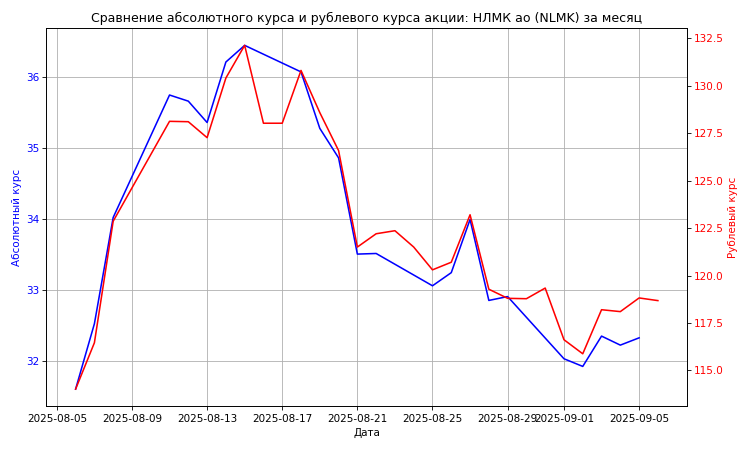 Сравнение абсолютного курса и рублевого курса акции: НЛМК ао (NLMK) за месяц
Абсолютный курс
36
35
34
33
32
132.5
130.0
127.5
125.0
122.5
120.0
117.5
115.0
Рублевый курс
2025-08-05 2025-08-09 2025-08-13 2025-08-17 2025-08-21 2025-08-25 2025-08-29 2025-09-01 2025-09-05
Дата